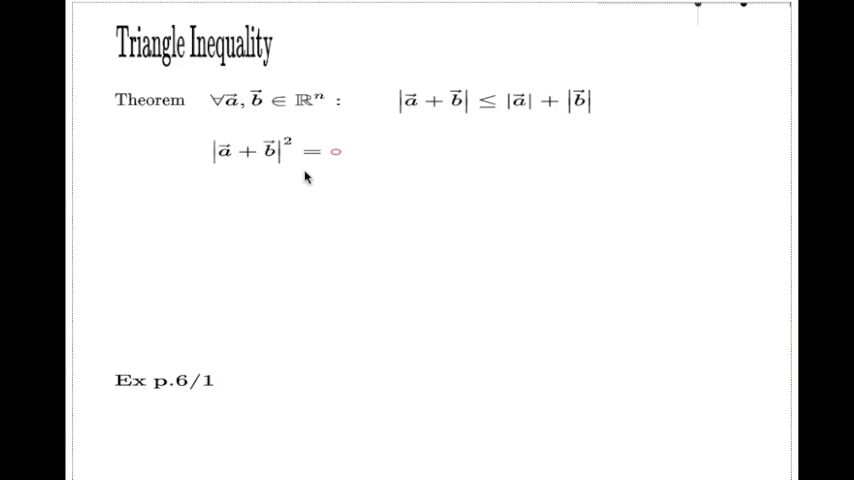 Triangle Inequality
Theorem ∀a⃗, b⃗ ∈ ℝⁿ : |a⃗ + b⃗| ≤ |a⃗| + |b⃗|
|a⃗ + b⃗|² = ∘
Ex p.6/1